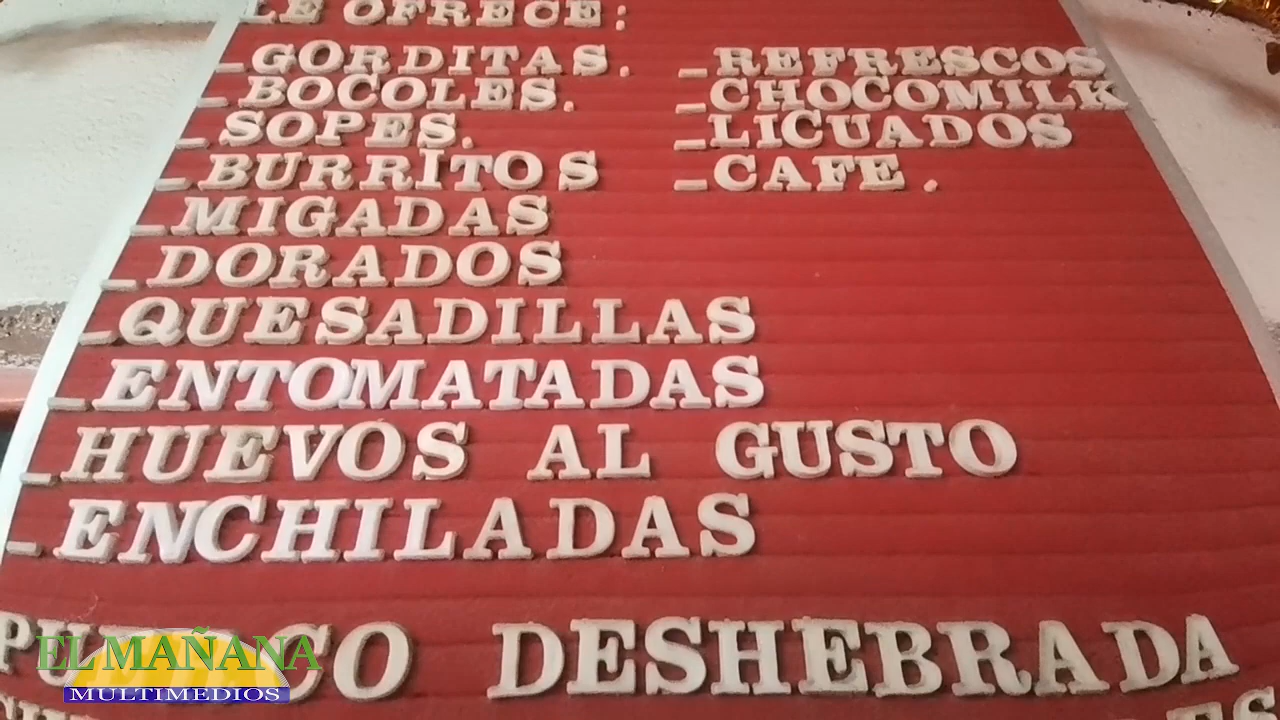 LE OFRECE:
_GORDITAS.
_BOCOLES.
_SOPES.
_BURRITOS
_MIGADAS
_DORADOS
_QUESADILLAS
_ENTOMATADAS
_HUEVOS AL GUSTO
_ENCHILADAS
_REFRESCOS
_CHOCOMILK
_LICUADOS
_CAFE.
DESHEBRADA
EL MAÑANA
MULTIMEDIOS